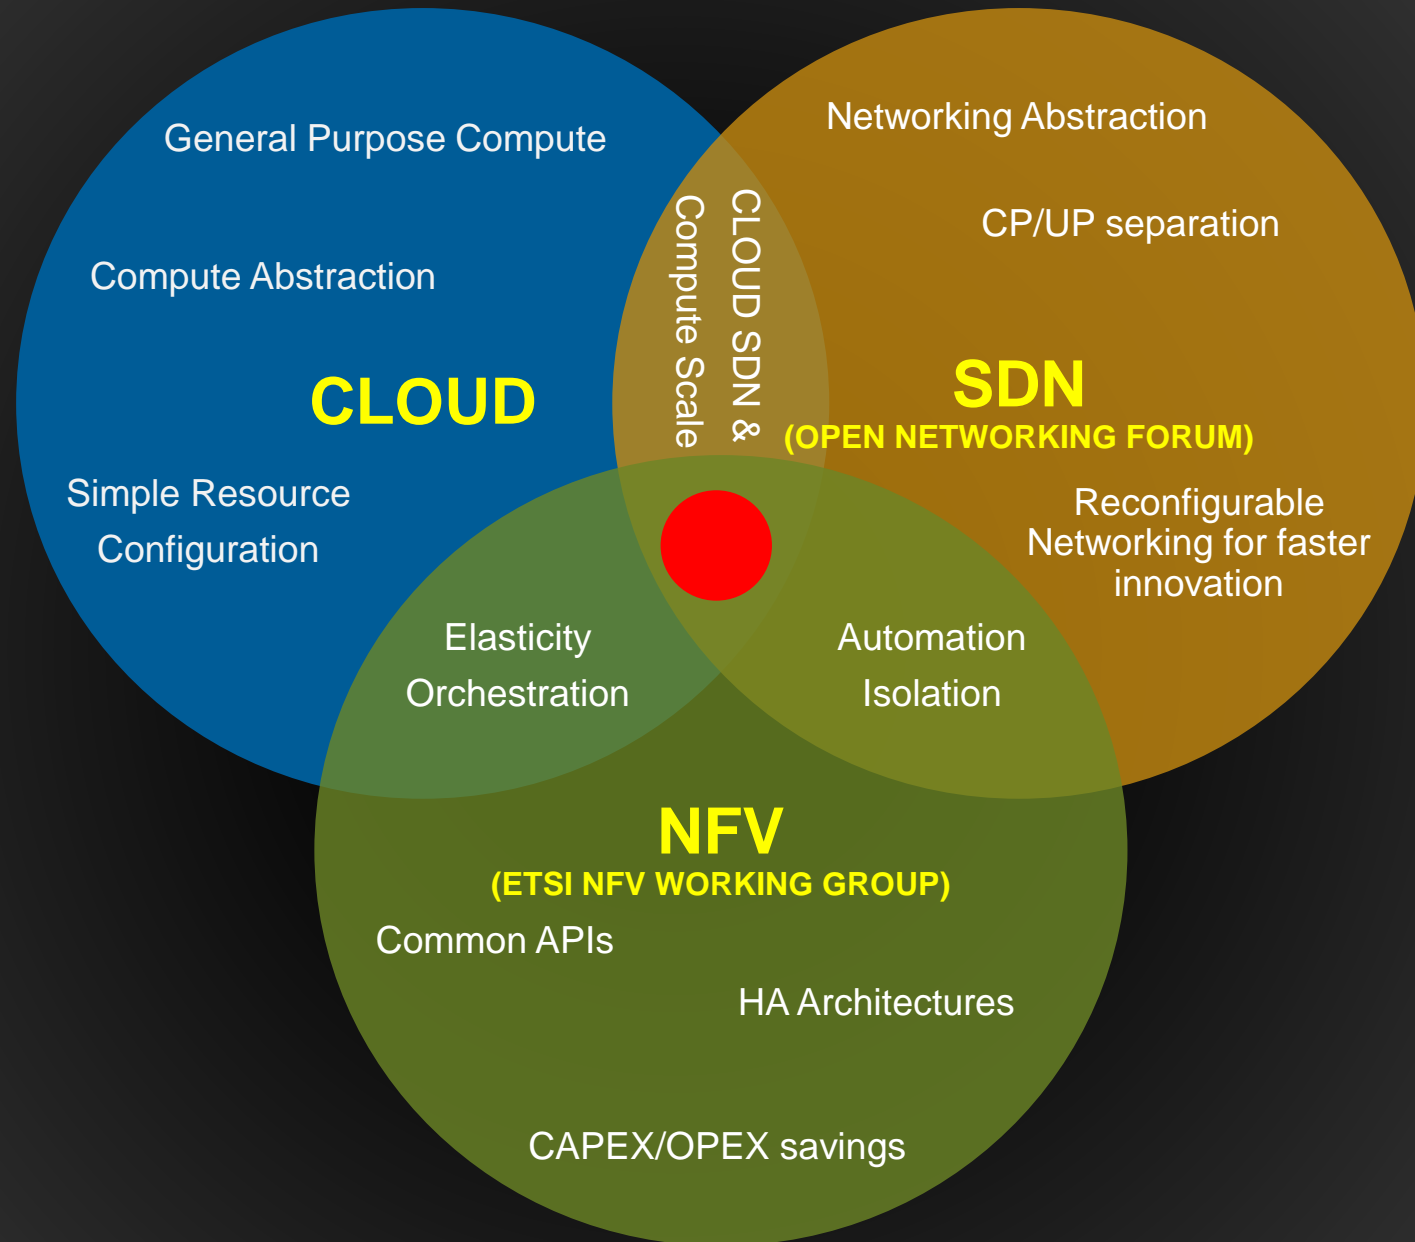 General Purpose Compute
Compute Abstraction
CLOUD
Simple Resource
Configuration
CLOUD SDN &
Compute Scale
Networking Abstraction
CP/UP separation
SDN
(OPEN NETWORKING FORUM)
Reconfigurable
Networking for faster
innovation
Elasticity
Orchestration
Automation
Isolation
NFV
(ETSI NFV WORKING GROUP)
Common APIs
HA Architectures
CAPEX/OPEX savings